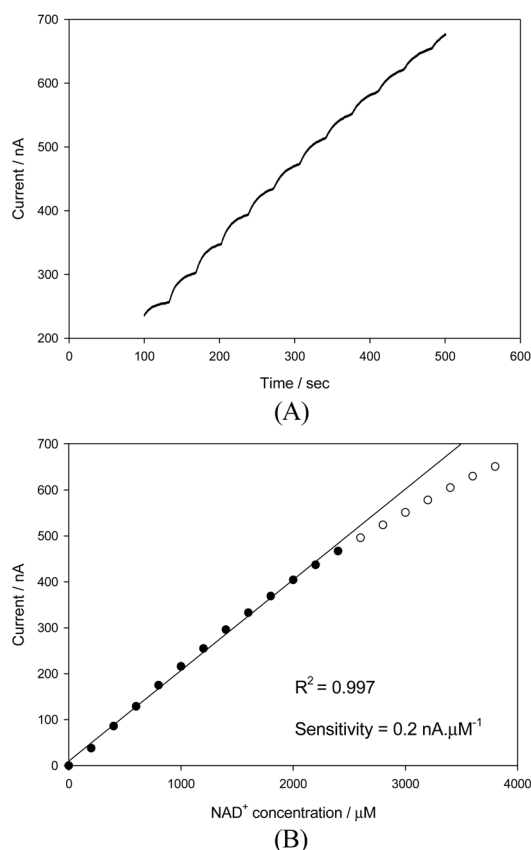 700
600
500
400
300
200
Current / nA
0 100 200 300 400 500 600
Time / sec
(A)
700
600
500
400
300
200
100
0
Current / nA
R² = 0.997
Sensitivity = 0.2 nA.μM⁻¹
0 1000 2000 3000 4000
NAD⁺ concentration / μM
(B)